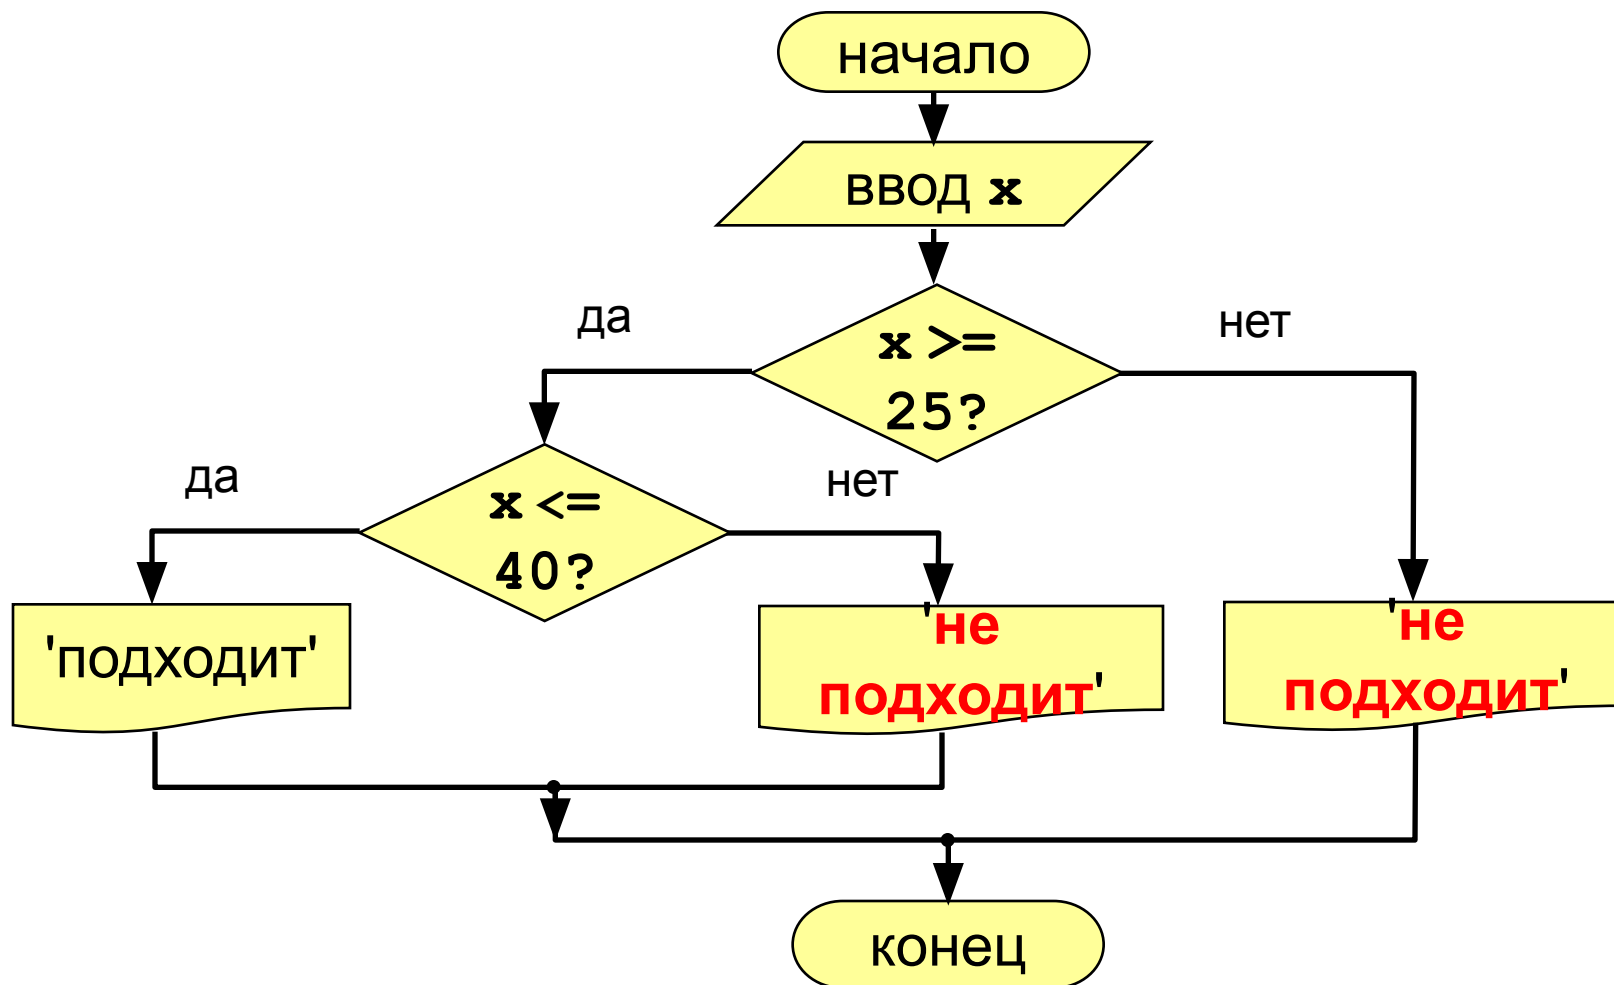 начало
ввод x
да
x >=
25?
нет
да
x <=
40?
нет
'подходит'
'не
подходит'
'не
подходит'
конец